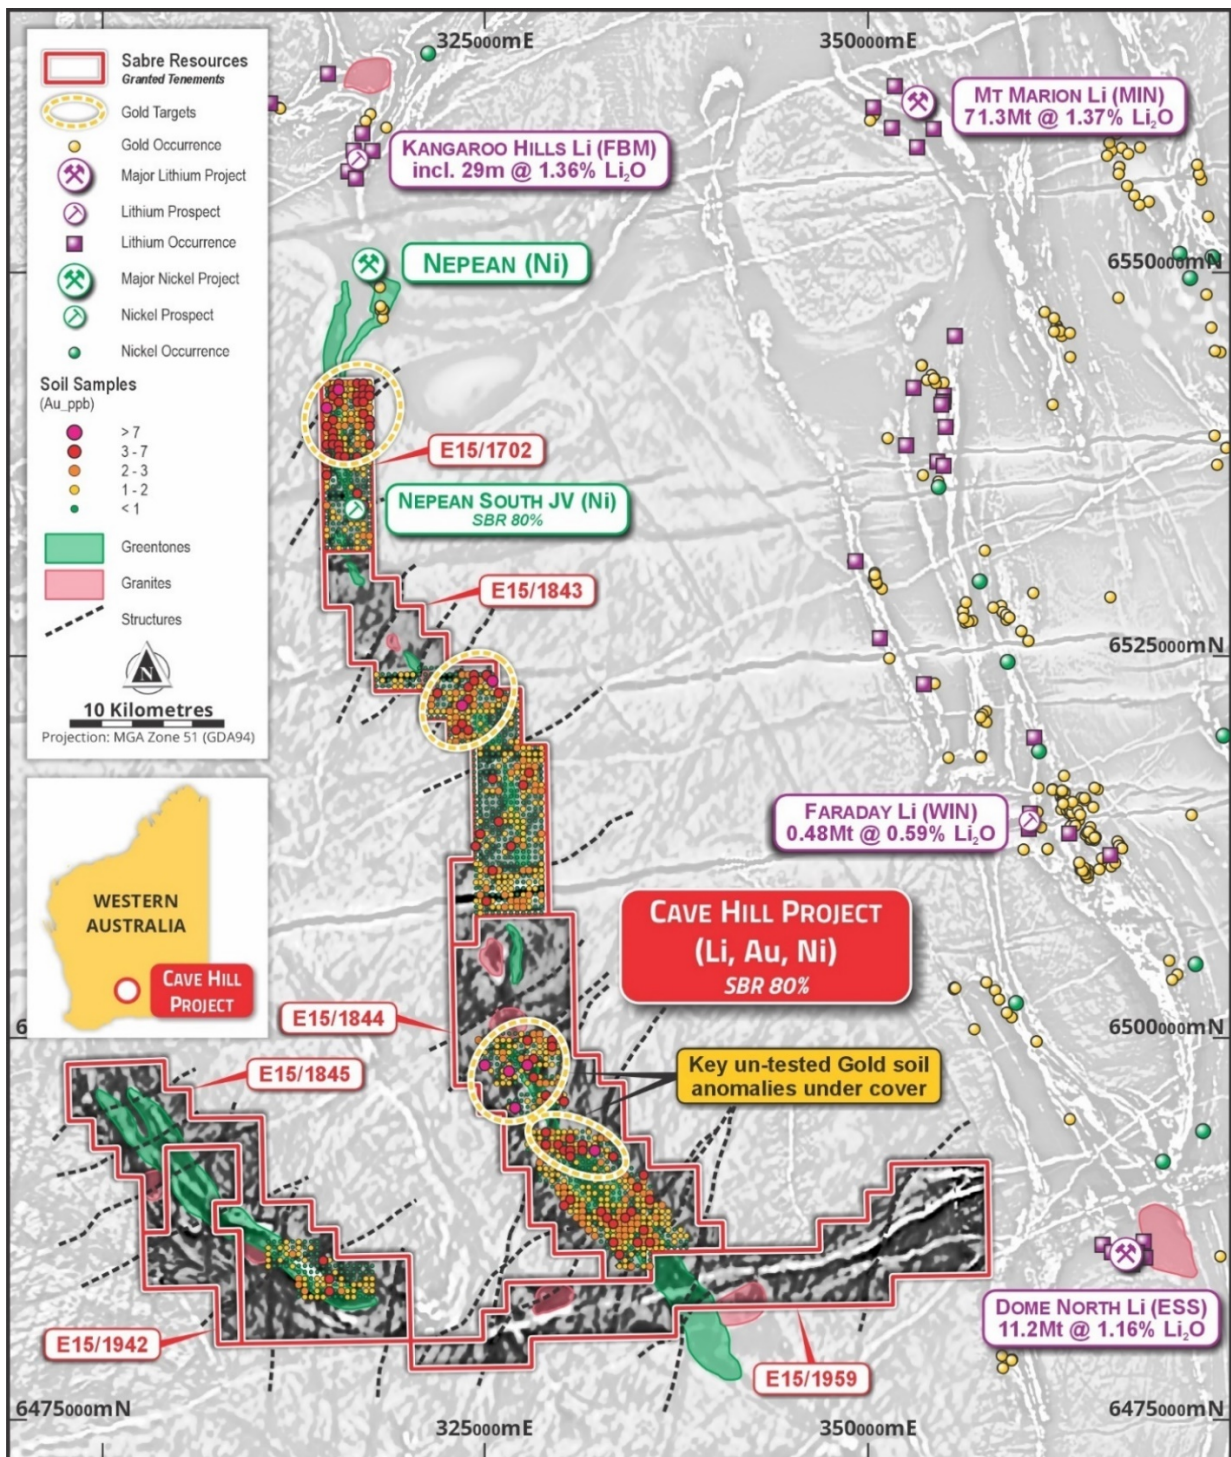 325000mE
350000mE
Sabre Resources
Granted Tenements
Gold Targets
Gold Occurrence
Major Lithium Project
Lithium Prospect
Lithium Occurrence
Major Nickel Project
Nickel Prospect
Nickel Occurrence
Soil Samples
(Au_ppb)
> 7
3 - 7
2 - 3
1 - 2
< 1
Greentones
Granites
Structures
N
10 Kilometres
Projection: MGA Zone 51 (GDA94)
WESTERN
AUSTRALIA
CAVE HILL
PROJECT
MT MARION Li (MIN)
71.3Mt @ 1.37% Li₂O
KANGAROO HILLS Li (FBM)
incl. 29m @ 1.36% Li₂O
NEPEAN (Ni)
6550000mN
E15/1702
NEPEAN SOUTH JV (Ni)
SBR 80%
E15/1843
6525000mN
FARADAY Li (WIN)
0.48Mt @ 0.59% Li₂O
CAVE HILL PROJECT
(Li, Au, Ni)
SBR 80%
E15/1844
6500000mN
E15/1845
Key un-tested Gold soil
anomalies under cover
E15/1942
DOME NORTH Li (ESS)
11.2Mt @ 1.16% Li₂O
E15/1959
6475000mN
6475000mN
325000mE
350000mE